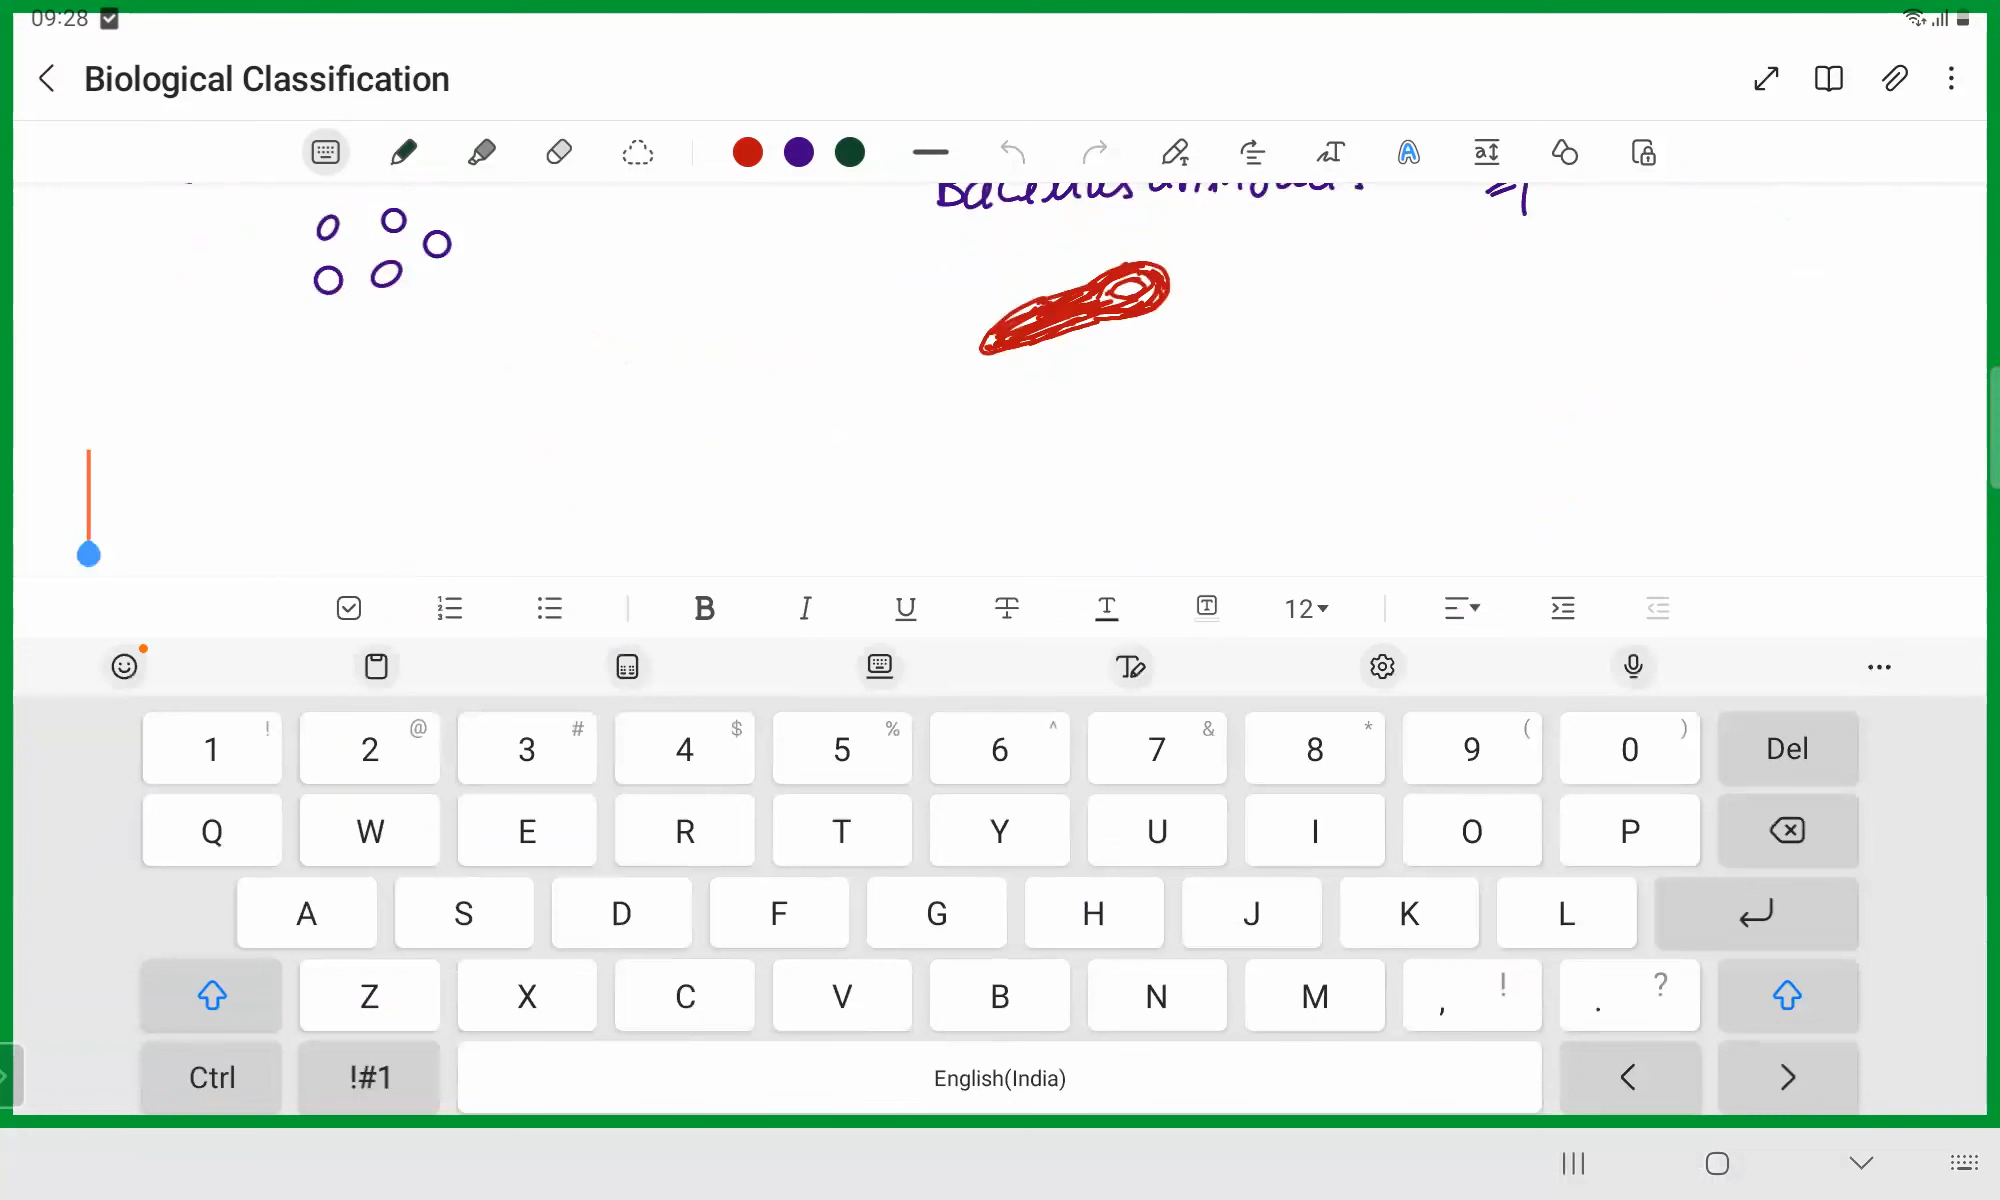 09:28
Biological Classification
Bacillus
12
1 ! 2 @ 3 # 4 $ 5 % 6 ^ 7 & 8 * 9 ( 0 ) Del
Q W E R T Y U I O P
A S D F G H J K L
Z X C V B N M , ! . ?
Ctrl !#1 English(India) < >